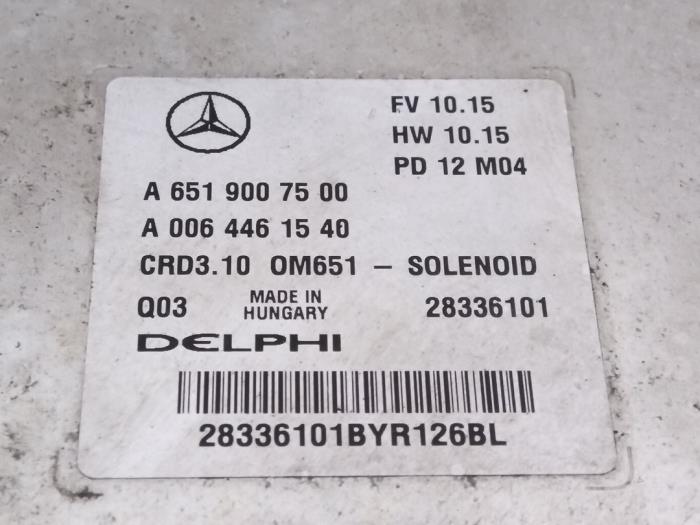 FV 10.15
HW 10.15
PD 12 M04
A 651 900 75 00
A 006 446 15 40
CRD3.10 OM651 – SOLENOID
Q03 MADE IN HUNGARY 28336101
DELPHI
28336101BYR126BL